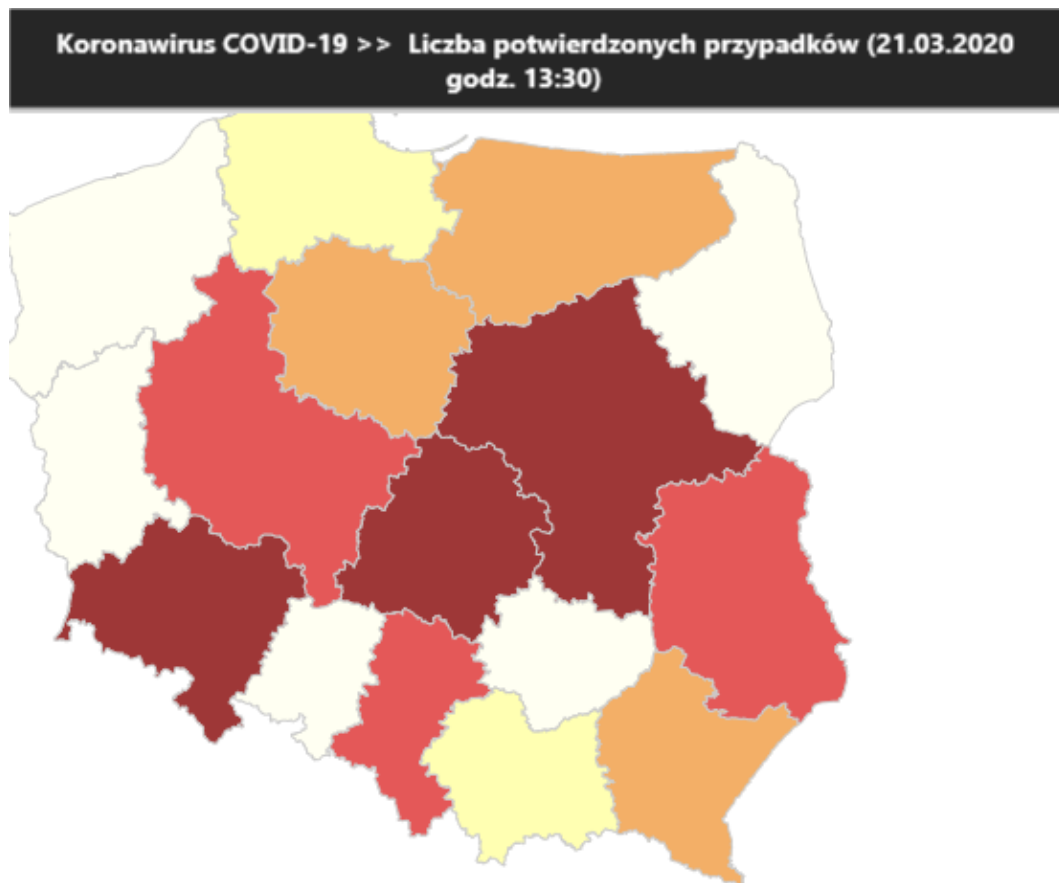 Koronawirus COVID-19 >> Liczba potwierdzonych przypadków (21.03.2020
godz. 13:30)